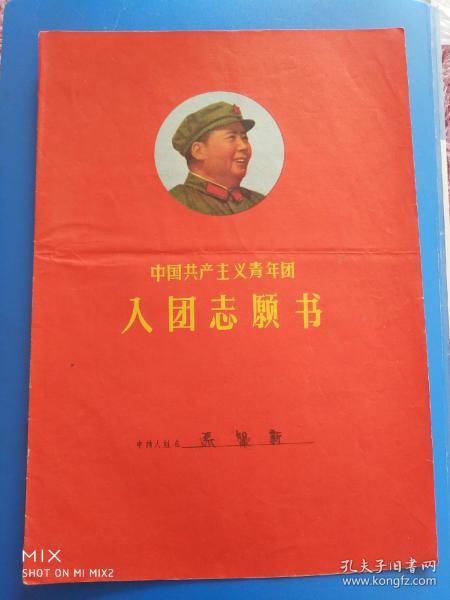 中国共产主义青年团
入团志願书
申请人姓名
MIX
SHOT ON MI MIX2
孔夫子旧书网
www.kongfz.com